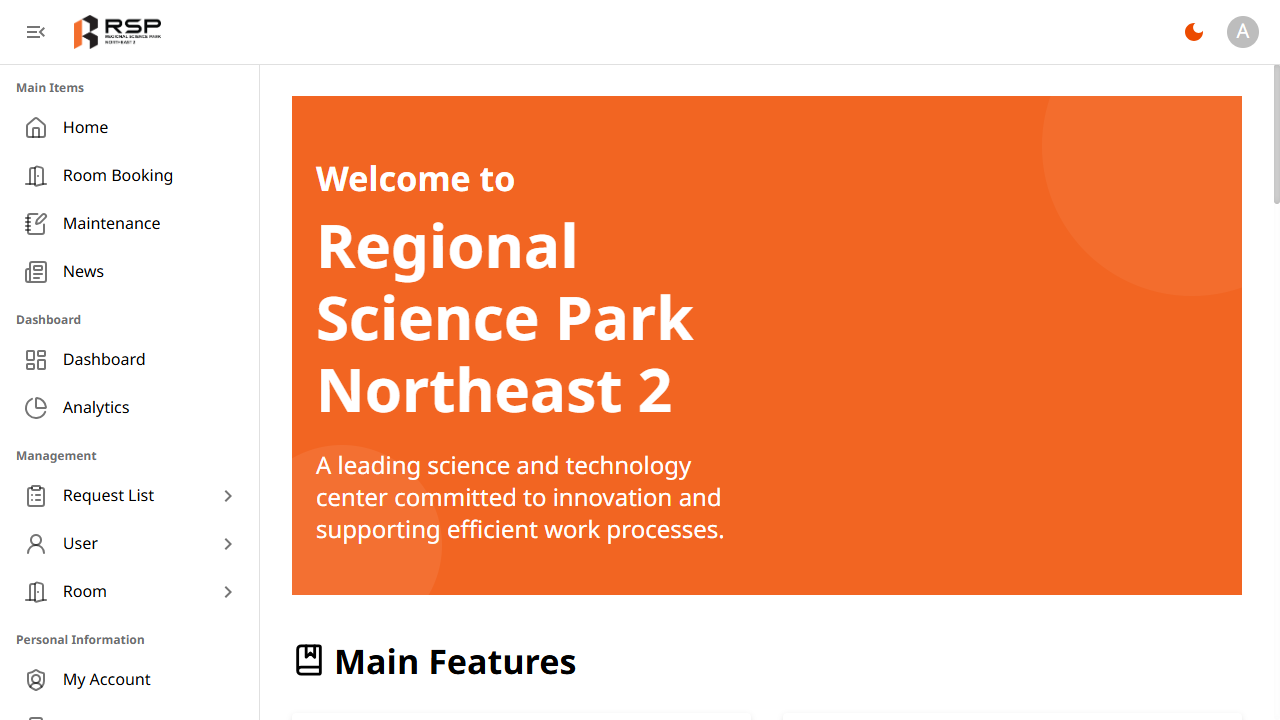 RSP
REGIONAL SCIENCE PARK
NORTHEAST 2
A
Main Items
Home
Room Booking
Maintenance
News
Dashboard
Dashboard
Analytics
Management
Request List
User
Room
Personal Information
My Account
Welcome to
Regional
Science Park
Northeast 2
A leading science and technology
center committed to innovation and
supporting efficient work processes.
Main Features